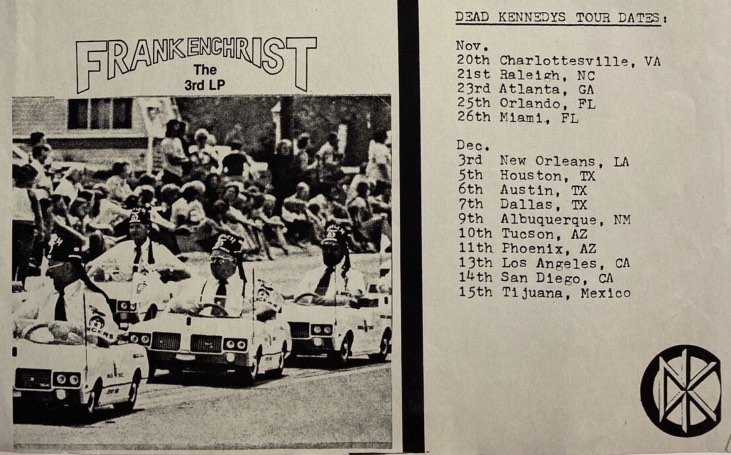 FRANKENCHRIST
The
3rd LP
DEAD KENNEDYS TOUR DATES:
Nov.
20th Charlottesville, VA
21st Raleigh, NC
23rd Atlanta, GA
25th Orlando, FL
26th Miami, FL
Dec.
3rd New Orleans, LA
5th Houston, TX
6th Austin, TX
7th Dallas, TX
9th Albuquerque, NM
10th Tucson, AZ
11th Phoenix, AZ
13th Los Angeles, CA
14th San Diego, CA
15th Tijuana, Mexico
DK